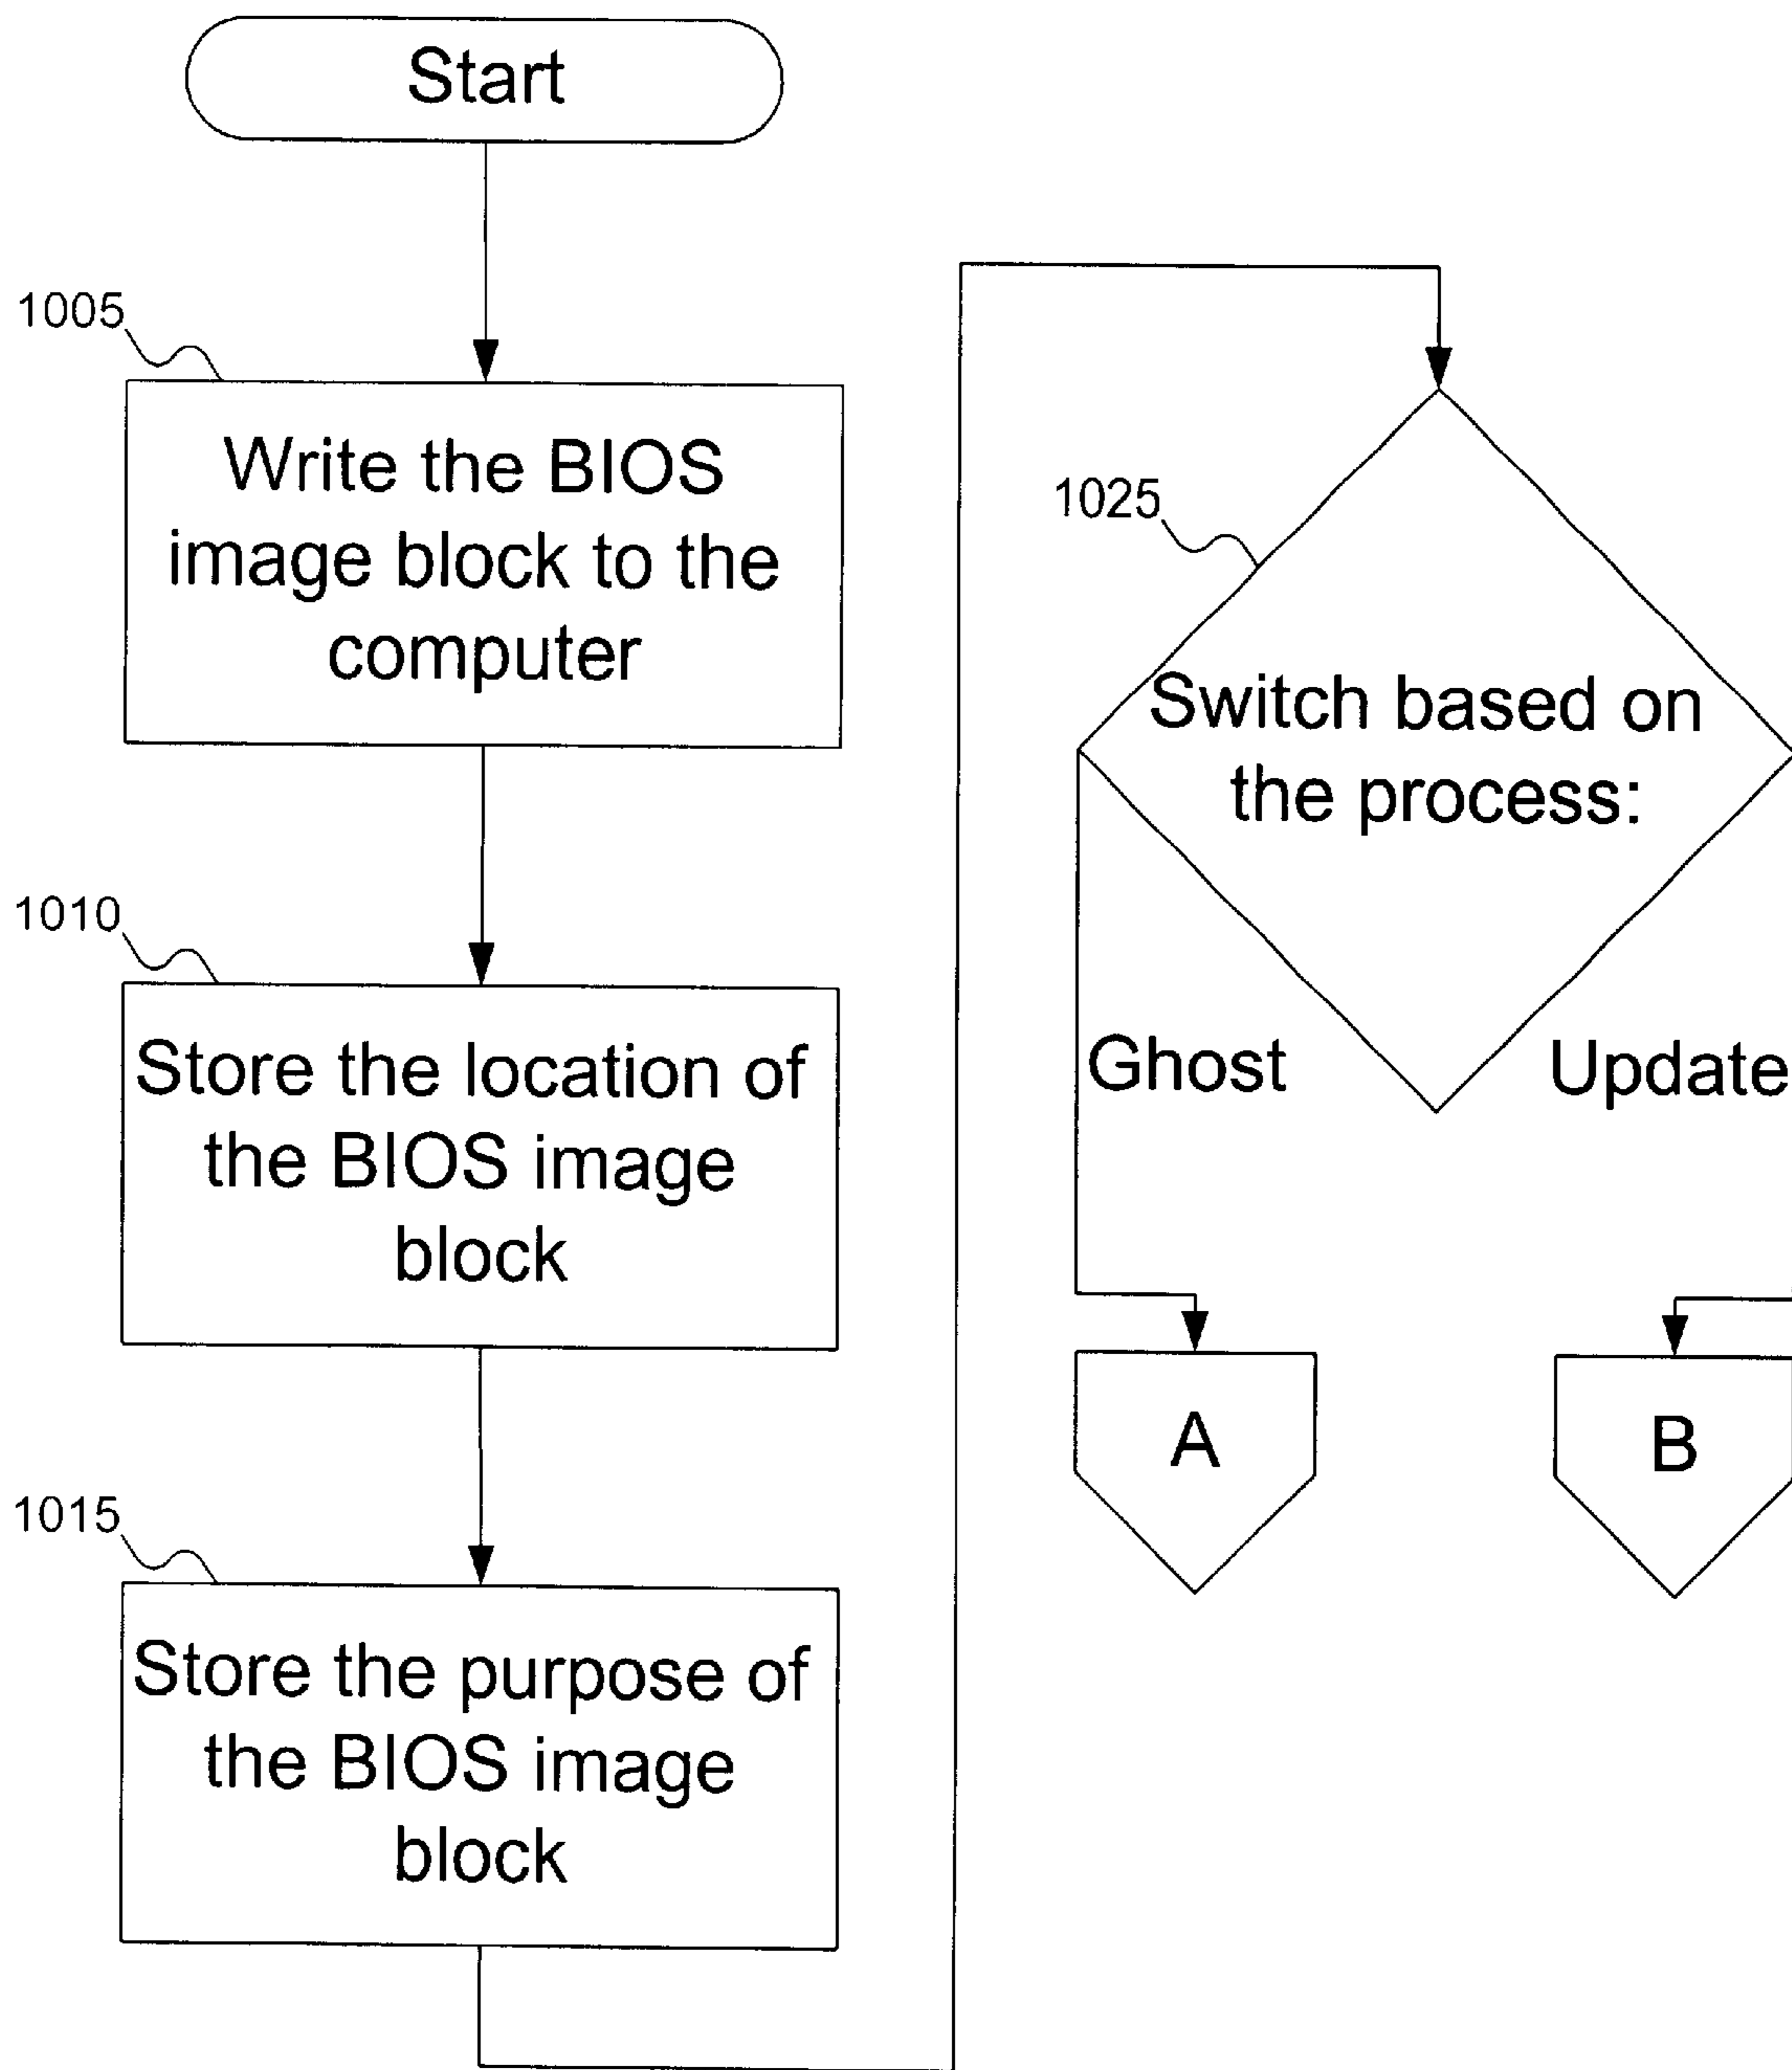 Start
1005
Write the BIOS
image block to the
computer
1010
Store the location of
the BIOS image
block
1015
Store the purpose of
the BIOS image
block
1025
Switch based on
the process:
Ghost
Update
A
B